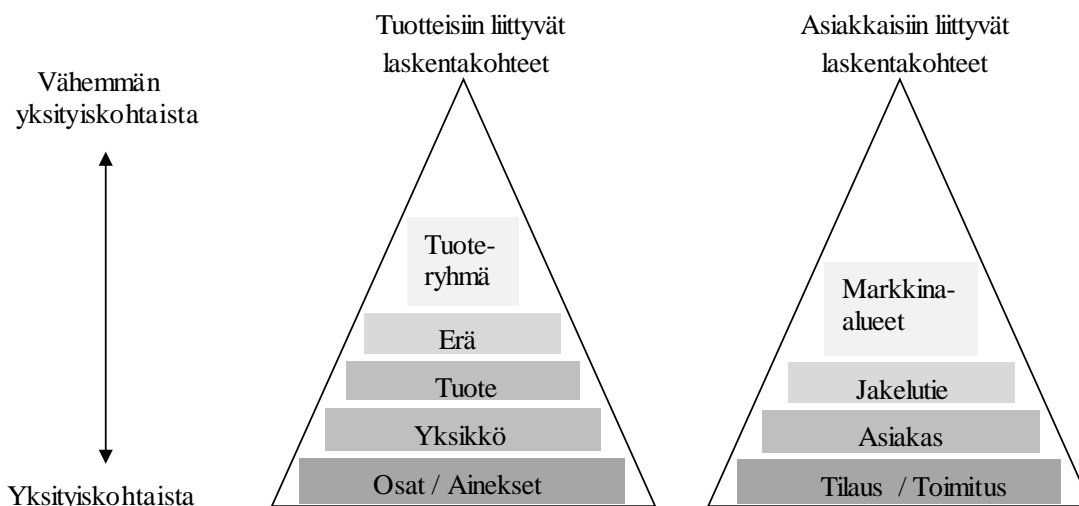 Tuotteisiin liittyvät
laskentakohteet
Asiakkaisiin liittyvät
laskentakohteet
Vähemmän
yksityiskohtaista
Tuote-
ryhmä
Erä
Tuote
Yksikkö
Osat / Ainekset
Markkina-
alueet
Jakelutie
Asiakas
Tilaus / Toimitus
Yksityiskohtaista